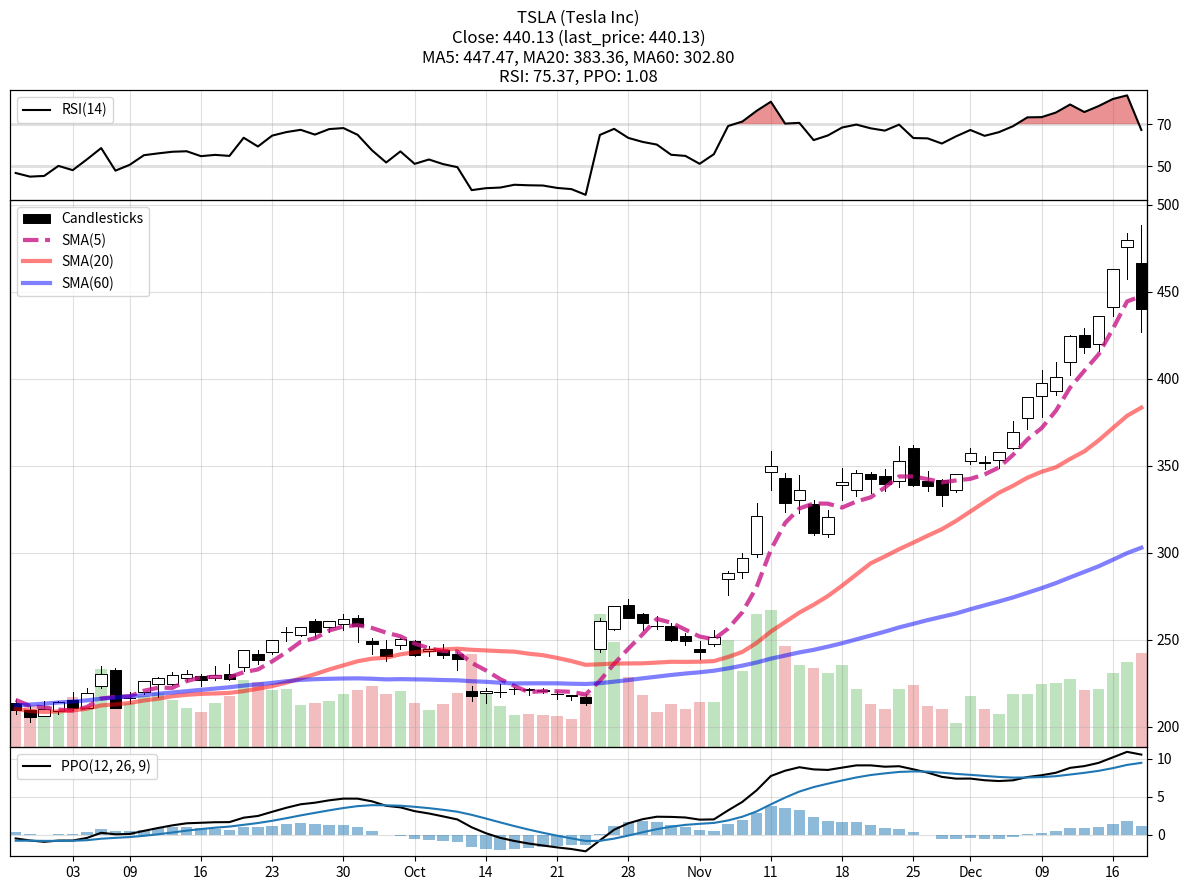 TSLA (Tesla Inc)
Close: 440.13 (last_price: 440.13)
MA5: 447.47, MA20: 383.36, MA60: 302.80
RSI: 75.37, PPO: 1.08
RSI(14)
70
50
Candlesticks
SMA(5)
SMA(20)
SMA(60)
500
450
400
350
300
250
200
PPO(12, 26, 9)
10
5
0
03 09 16 23 30 Oct 14 21 28 Nov 11 18 25 Dec 09 16